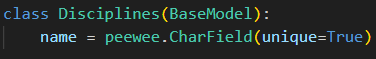 class Disciplines(BaseModel):
    name = peewee.CharField(unique=True)